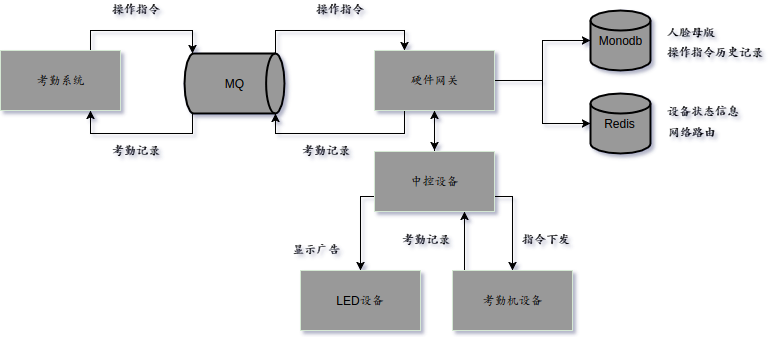 操作指令
操作指令
考勤系统
MQ
硬件网关
Monodb
人脸母版
操作指令历史记录
Redis
设备状态信息
网络路由
考勤记录
考勤记录
中控设备
显示广告
考勤记录
指令下发
LED设备
考勤机设备